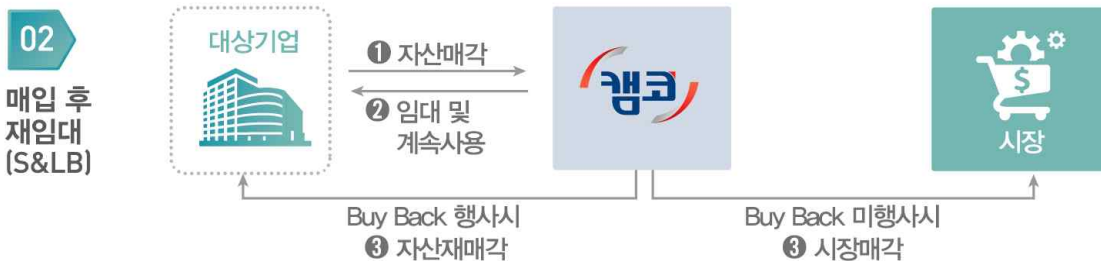 02
매입 후
재임대
(S&LB)
대상기업
❶ 자산매각
❷ 임대 및
계속사용
캠코
$
시장
Buy Back 행사시
❸ 자산재매각
Buy Back 미행사시
❸ 시장매각